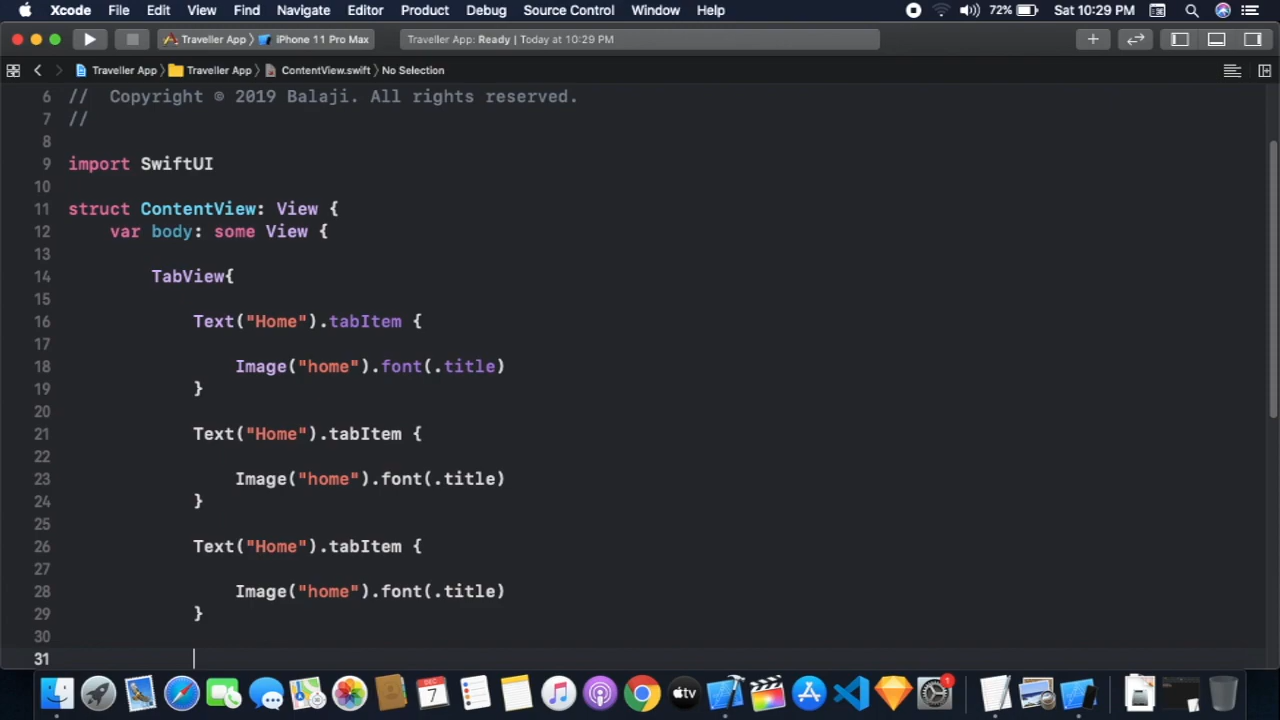 Xcode File Edit View Find Navigate Editor Product Debug Source Control Window Help 72% Sat 10:29 PM
Traveller App iPhone 11 Pro Max Traveller App: Ready | Today at 10:29 PM
Traveller App Traveller App ContentView.swift No Selection
6 // Copyright © 2019 Balaji. All rights reserved.
7 //
8
9 import SwiftUI
10
11 struct ContentView: View {
12 var body: some View {
13
14 TabView{
15
16 Text("Home").tabItem {
17
18 Image("home").font(.title)
19 }
20
21 Text("Home").tabItem {
22
23 Image("home").font(.title)
24 }
25
26 Text("Home").tabItem {
27
28 Image("home").font(.title)
29 }
30
31
DEC
7
tv
1